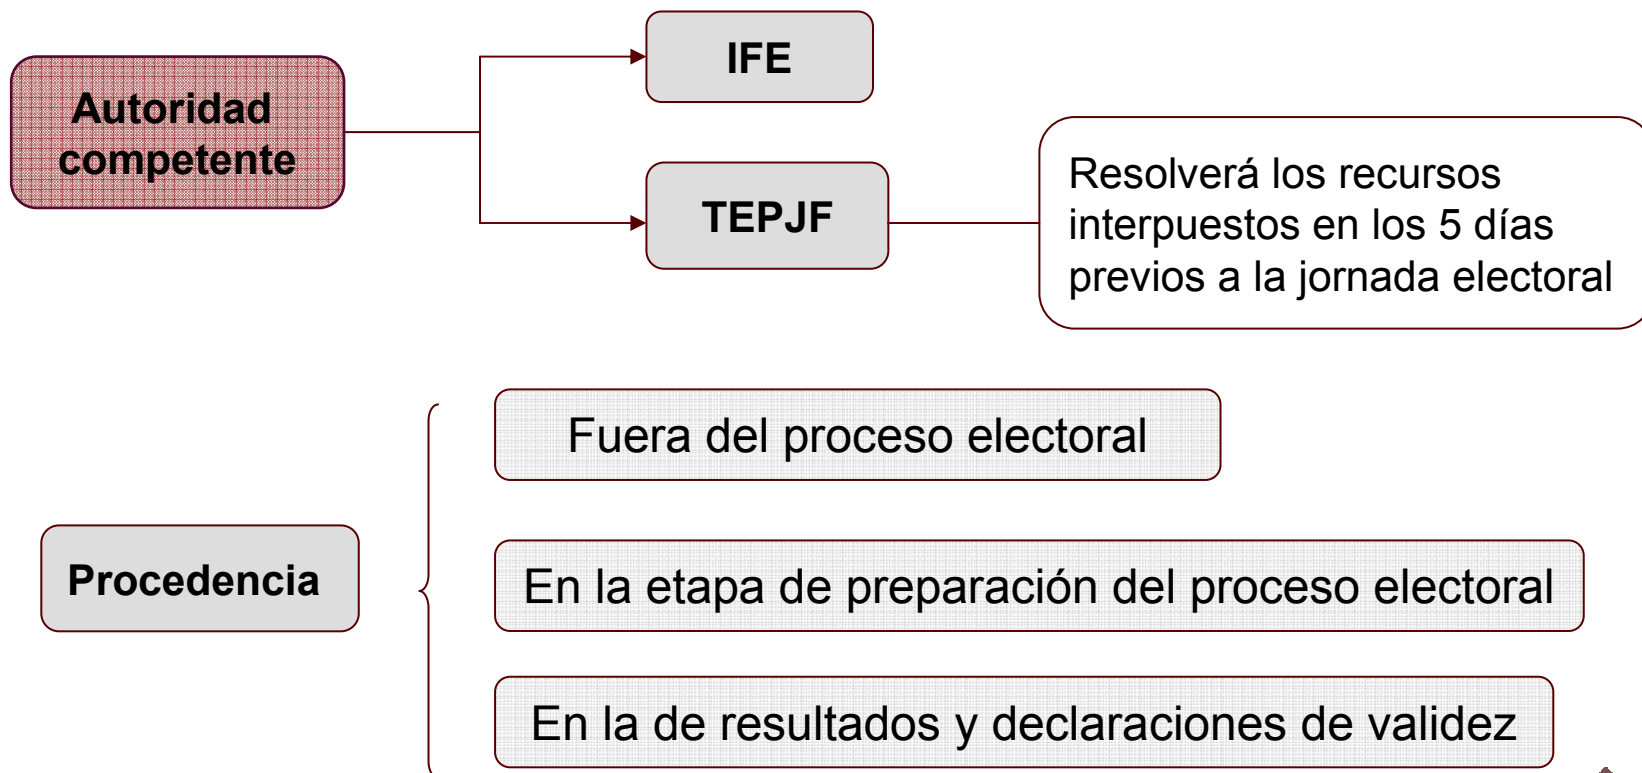 Autoridad
competente
IFE
TEPJF
Resolverá los recursos
interpuestos en los 5 días
previos a la jornada electoral
Procedencia
Fuera del proceso electoral
En la etapa de preparación del proceso electoral
En la de resultados y declaraciones de validez